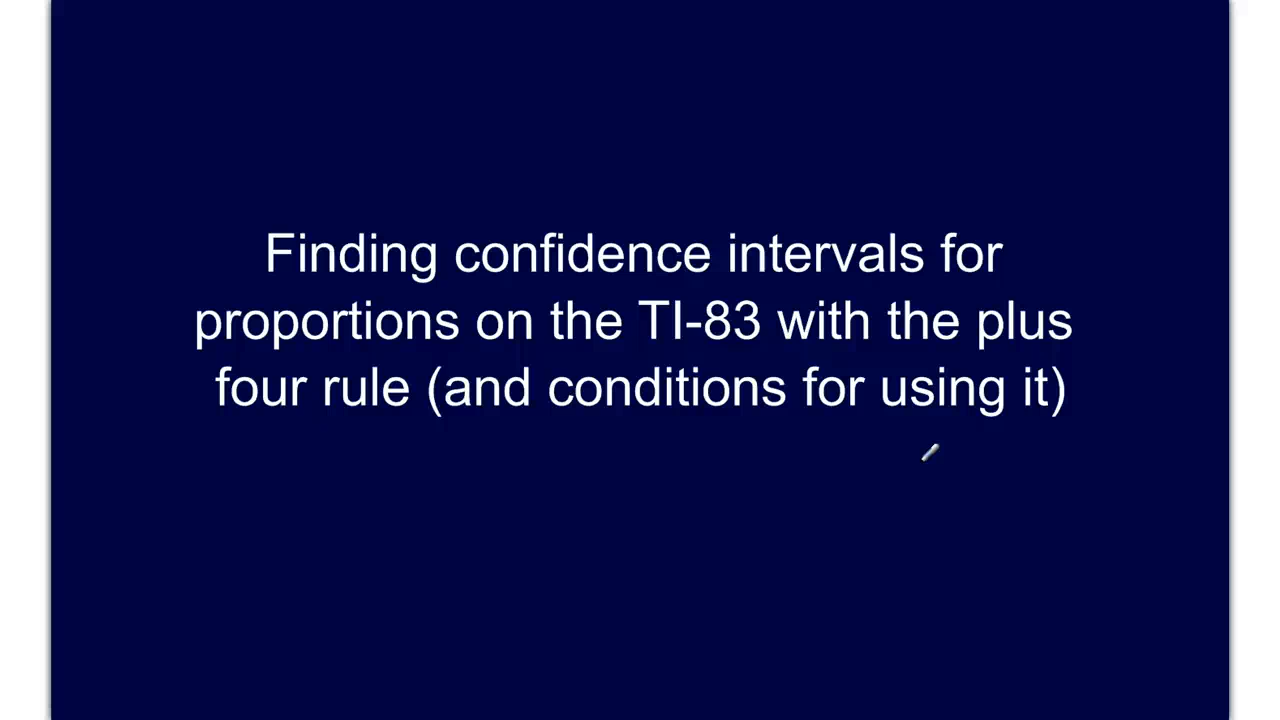 Finding confidence intervals for
proportions on the TI-83 with the plus
four rule (and conditions for using it)